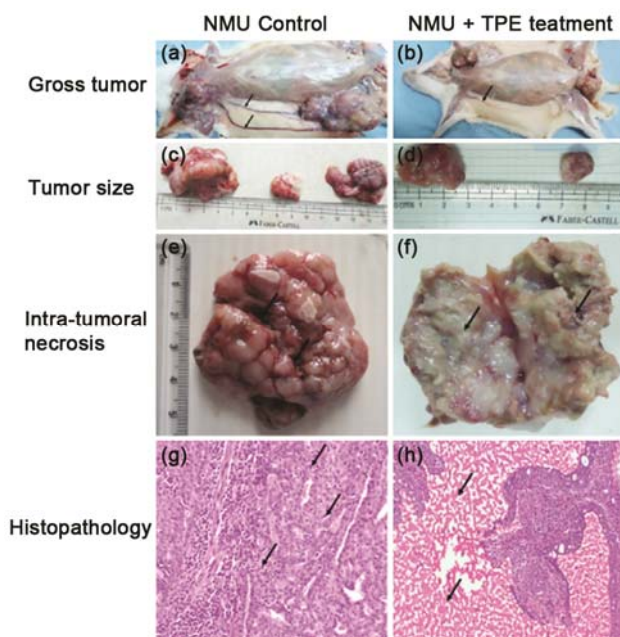 NMU Control
NMU + TPE teatment
Gross tumor
(a)
(b)
Tumor size
(c)
(d)
FABER-CASTELL
FABER-CASTELL
Intra-tumoral
necrosis
(e)
(f)
Histopathology
(g)
(h)